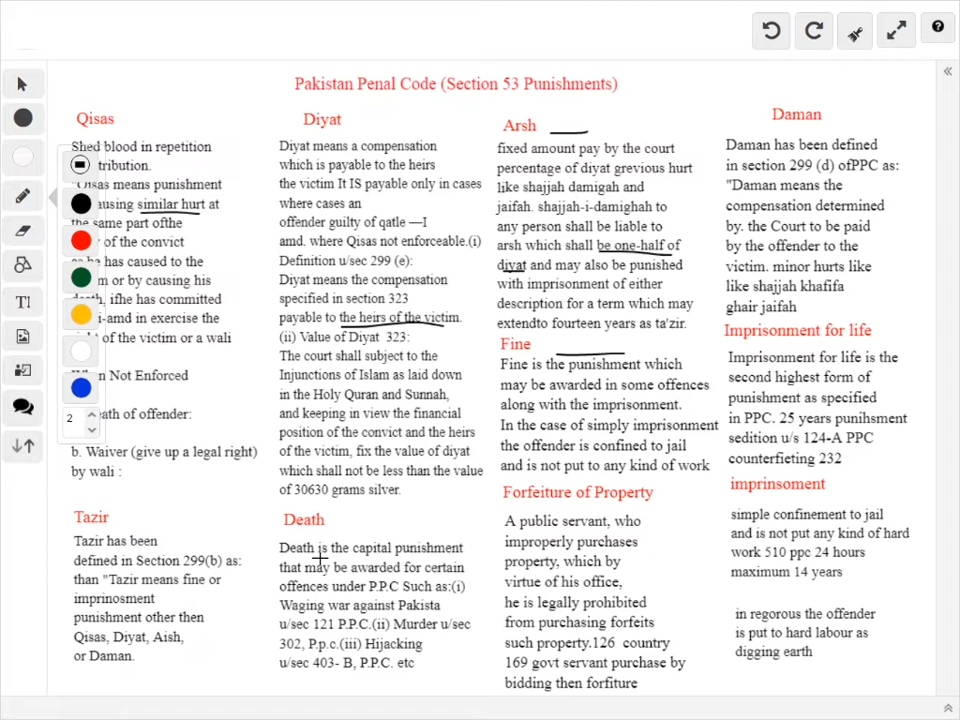 Pakistan Penal Code (Section 53 Punishments)
Qisas
Shed blood in repetition
tribution.
"Qisas means punishment
ausing similar hurt at
the same part ofthe
of the convict
as he has caused to the
m or by causing his
death, ifhe has committed
i-amd in exercise the
of the victim or a wali
When Not Enforced
ath of offender:
b. Waiver (give up a legal right)
by wali :
Tazir
Tazir has been
defined in Section 299(b) as:
than "Tazir means fine or
imprinosment
punishment other then
Qisas, Diyat, Aish,
or Daman.
Diyat
Diyat means a compensation
which is payable to the heirs
the victim It IS payable only in cases
where cases an
offender guilty of qatle —I
amd. where Qisas not enforceable.(i)
Definition u/sec 299 (e):
Diyat means the compensation
specified in section 323
payable to the heirs of the victim.
(ii) Value of Diyat 323:
The court shall subject to the
Injunctions of Islam as laid down
in the Holy Quran and Sunnah,
and keeping in view the financial
position of the convict and the heirs
of the victim, fix the value of diyat
which shall not be less than the value
of 30630 grams silver.
Death
Death is the capital punishment
that may be awarded for certain
offences under P.P.C Such as:(i)
Waging war against Pakista
u/sec 121 P.P.C.(ii) Murder u/sec
302, P.p.c.(iii) Hijacking
u/sec 403- B, P.P.C. etc
Arsh
fixed amount pay by the court
percentage of diyat grevious hurt
like shajjah damigah and
jaifah. shajjah-i-damighah to
any person shall be liable to
arsh which shall be one-half of
diyat and may also be punished
with imprisonment of either
description for a term which may
extendto fourteen years as ta'zir.
Fine
Fine is the punishment which
may be awarded in some offences
along with the imprisonment.
In the case of simply imprisonment
the offender is confined to jail
and is not put to any kind of work
Forfeiture of Property
A public servant, who
improperly purchases
property, which by
virtue of his office,
he is legally prohibited
from purchasing forfeits
such property.126 country
169 govt servant purchase by
bidding then forfiture
Daman
Daman has been defined
in section 299 (d) ofPPC as:
"Daman means the
compensation determined
by. the Court to be paid
by the offender to the
victim. minor hurts like
like shajjah khafifa
ghair jaifah
Imprisonment for life
Imprisonment for life is the
second highest form of
punishment as specified
in PPC. 25 years punihsment
sedition u/s 124-A PPC
counterfieting 232
imprinsoment
simple confinement to jail
and is not put any kind of hard
work 510 ppc 24 hours
maximum 14 years
in regorous the offender
is put to hard labour as
digging earth
TI
2